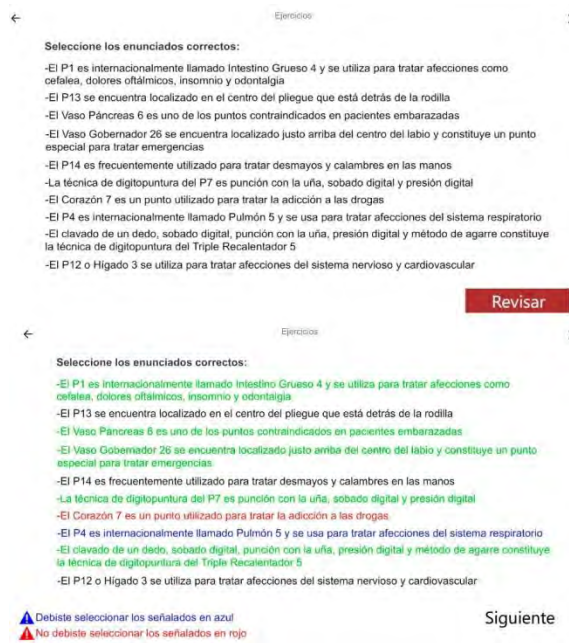 ←
Ejercicios
Seleccione los enunciados correctos:
-El P1 es internacionalmente llamado Intestino Grueso 4 y se utiliza para tratar afecciones como
cefalea, dolores oftálmicos, insomnio y odontalgia
-El P13 se encuentra localizado en el centro del pliegue que está detrás de la rodilla
-El Vaso Páncreas 6 es uno de los puntos contraindicados en pacientes embarazadas
-El Vaso Gobernador 26 se encuentra localizado justo arriba del centro del labio y constituye un punto
especial para tratar emergencias
-El P14 es frecuentemente utilizado para tratar desmayos y calambres en las manos
-La técnica de digitopuntura del P7 es punción con la uña, sobado digital y presión digital
-El Corazón 7 es un punto utilizado para tratar la adicción a las drogas
-El P4 es internacionalmente llamado Pulmón 5 y se usa para tratar afecciones del sistema respiratorio
-El clavado de un dedo, sobado digital, punción con la uña, presión digital y método de agarre constituye
la técnica de digitopuntura del Triple Recalentador 5
-El P12 o Hígado 3 se utiliza para tratar afecciones del sistema nervioso y cardiovascular
Revisar
←
Ejercicios
Seleccione los enunciados correctos:
-El P1 es internacionalmente llamado Intestino Grueso 4 y se utiliza para tratar afecciones como
cefalea, dolores oftálmicos, insomnio y odontalgia
-El P13 se encuentra localizado en el centro del pliegue que está detrás de la rodilla
-El Vaso Páncreas 6 es uno de los puntos contraindicados en pacientes embarazadas
-El Vaso Gobernador 26 se encuentra localizado justo arriba del centro del labio y constituye un punto
especial para tratar emergencias
-El P14 es frecuentemente utilizado para tratar desmayos y calambres en las manos
-La técnica de digitopuntura del P7 es punción con la uña, sobado digital y presión digital
-El Corazón 7 es un punto utilizado para tratar la adicción a las drogas
-El P4 es internacionalmente llamado Pulmón 5 y se usa para tratar afecciones del sistema respiratorio
-El clavado de un dedo, sobado digital, punción con la uña, presión digital y método de agarre constituye
la técnica de digitopuntura del Triple Recalentador 5
-El P12 o Hígado 3 se utiliza para tratar afecciones del sistema nervioso y cardiovascular
Debiste seleccionar los señalados en azul
Siguiente
No debiste seleccionar los señalados en rojo